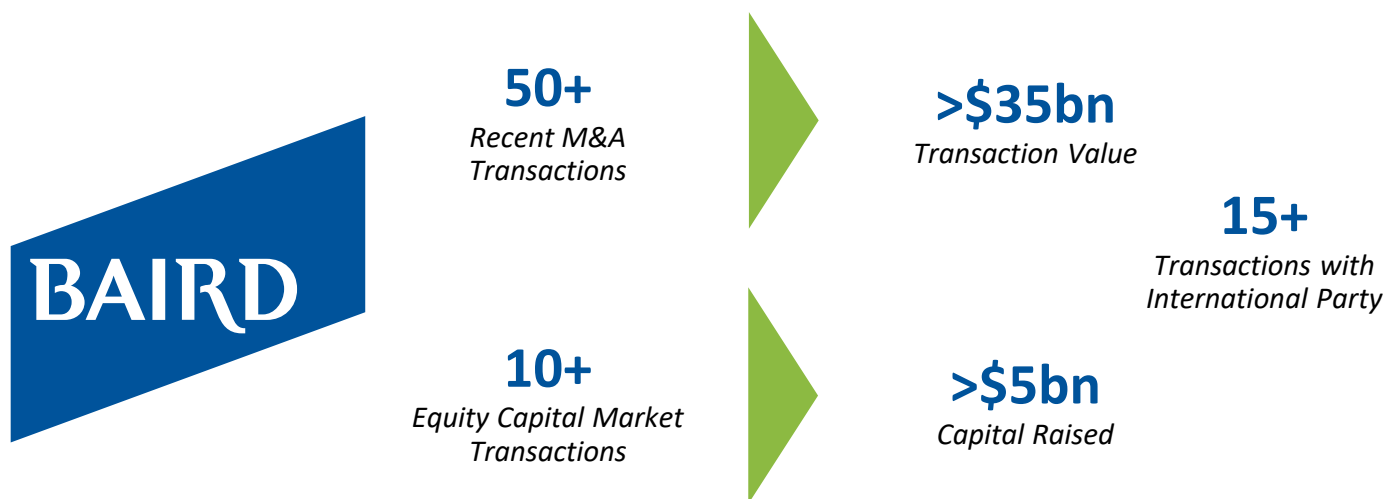 BAIRD
50+
Recent M&A
Transactions
>$35bn
Transaction Value
15+
Transactions with
International Party
10+
Equity Capital Market
Transactions
>$5bn
Capital Raised